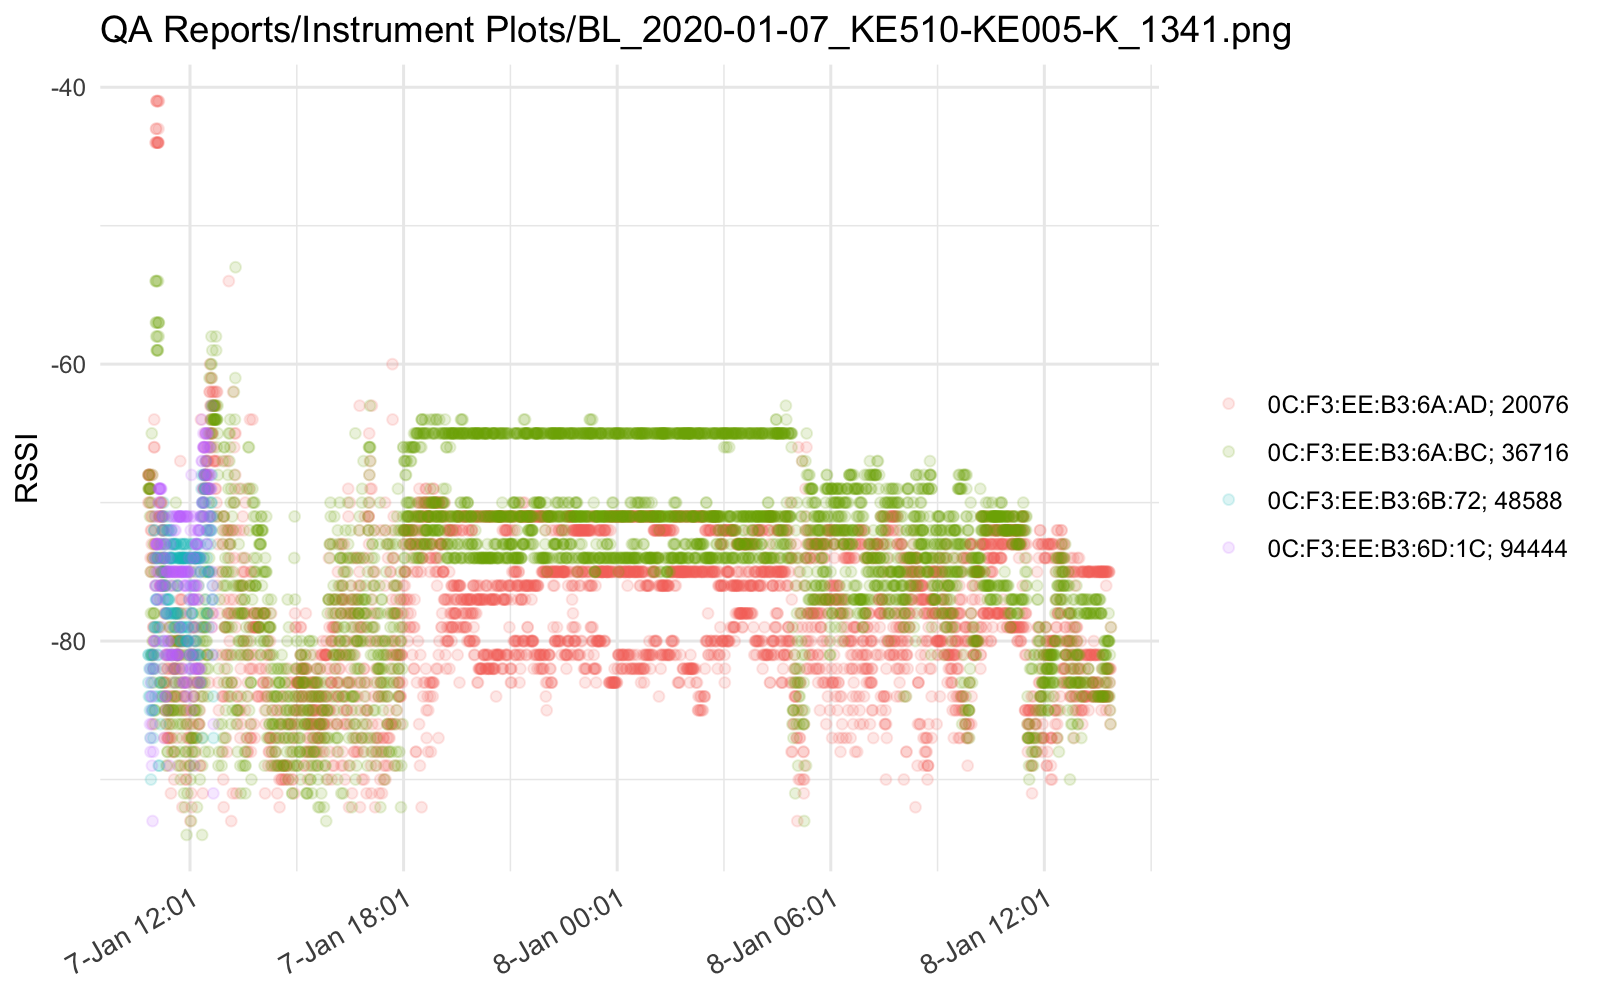 QA Reports/Instrument Plots/BL_2020-01-07_KE510-KE005-K_1341.png
-40
-60
-80
RSSI
7-Jan 12:01
7-Jan 18:01
8-Jan 00:01
8-Jan 06:01
8-Jan 12:01
0C:F3:EE:B3:6A:AD; 20076
0C:F3:EE:B3:6A:BC; 36716
0C:F3:EE:B3:6B:72; 48588
0C:F3:EE:B3:6D:1C; 94444